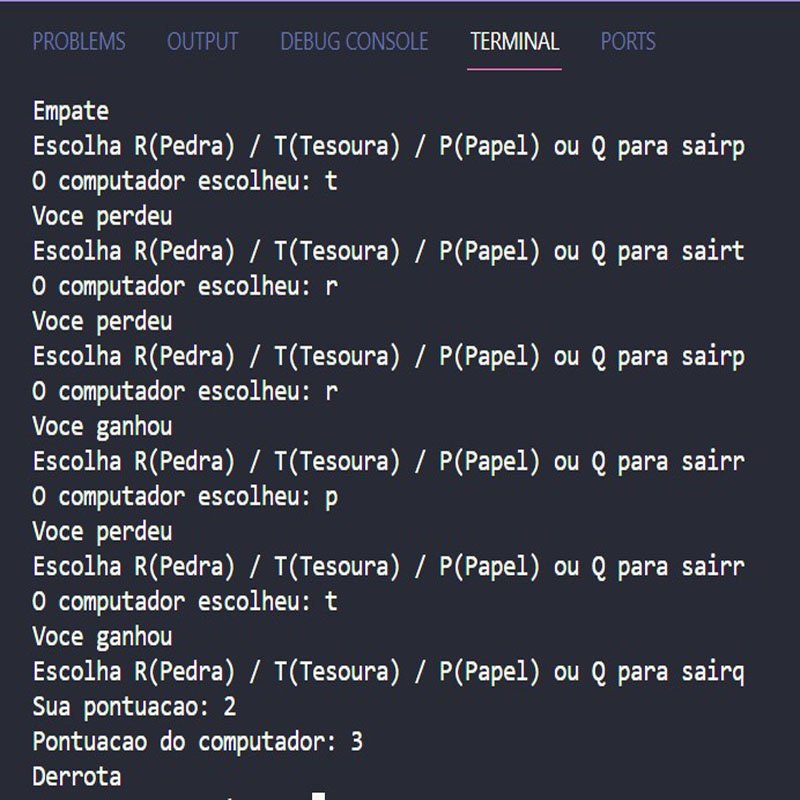 PROBLEMS OUTPUT DEBUG CONSOLE TERMINAL PORTS
Empate
Escolha R(Pedra) / T(Tesoura) / P(Papel) ou Q para sairp
O computador escolheu: t
Voce perdeu
Escolha R(Pedra) / T(Tesoura) / P(Papel) ou Q para sairt
O computador escolheu: r
Voce perdeu
Escolha R(Pedra) / T(Tesoura) / P(Papel) ou Q para sairp
O computador escolheu: r
Voce ganhou
Escolha R(Pedra) / T(Tesoura) / P(Papel) ou Q para sairr
O computador escolheu: p
Voce perdeu
Escolha R(Pedra) / T(Tesoura) / P(Papel) ou Q para sairr
O computador escolheu: t
Voce ganhou
Escolha R(Pedra) / T(Tesoura) / P(Papel) ou Q para sairq
Sua pontuacao: 2
Pontuacao do computador: 3
Derrota